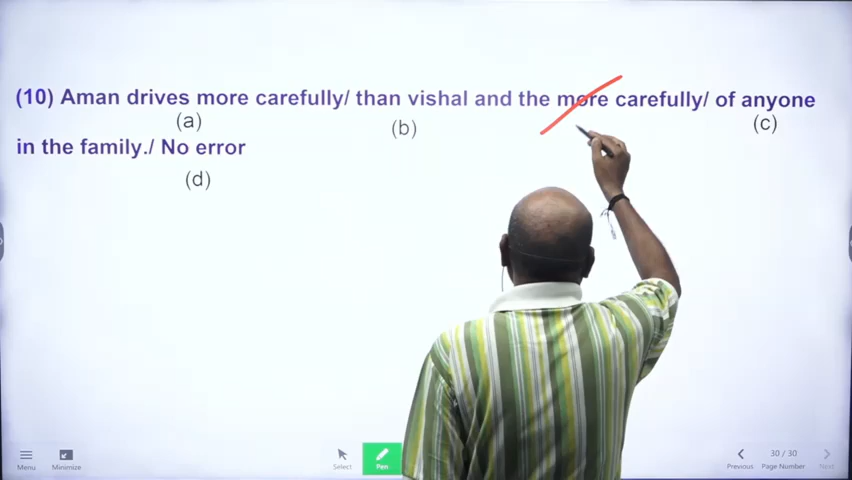 (10) Aman drives more carefully/ than vishal and the more carefully/ of anyone
(a) (b) (c)
in the family./ No error
(d)
Menu Minimize Select Pen Previous 30 / 30 Page Number Next